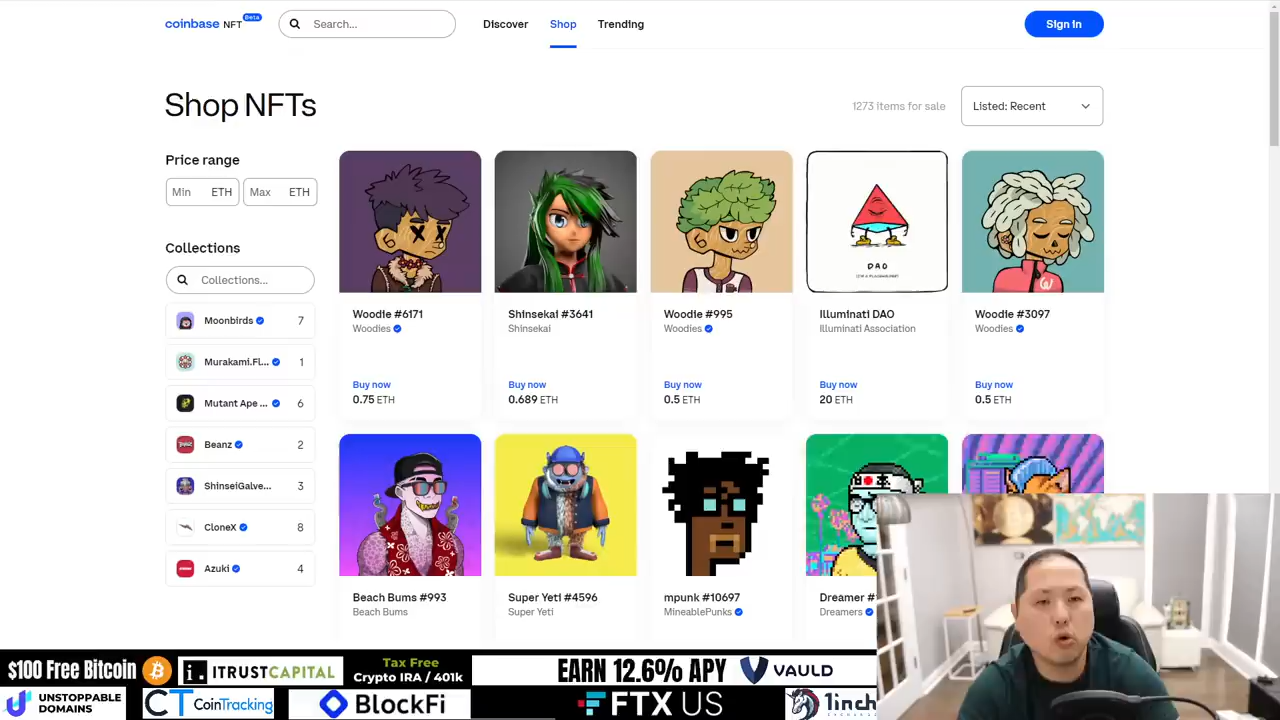 coinbase NFT Beta
Search...
Discover
Shop
Trending
Sign in
Shop NFTs
1273 items for sale
Listed: Recent
Price range
Min ETH
Max ETH
Collections
Collections...
Moonbirds 7
Murakami.Fl... 1
Mutant Ape ... 6
Beanz 2
ShinseiGalve... 3
CloneX 8
Azuki 4
Woodie #6171
Woodies
Buy now
0.75 ETH
Shinsekai #3641
Shinsekai
Buy now
0.689 ETH
Woodie #995
Woodies
Buy now
0.5 ETH
DAO
Illuminati DAO
Illuminati Association
Buy now
20 ETH
W
Woodie #3097
Woodies
Buy now
0.5 ETH
Beach Bums #993
Beach Bums
Super Yeti #4596
Super Yeti
mpunk #10697
MineablePunks
Dreamer #
Dreamers
$100 Free Bitcoin
i. ITRUSTCAPITAL
Tax Free
Crypto IRA / 401k
EARN 12.6% APY
VAULD
UNSTOPPABLE
DOMAINS
CT CoinTracking
BlockFi
FTX US
1inch